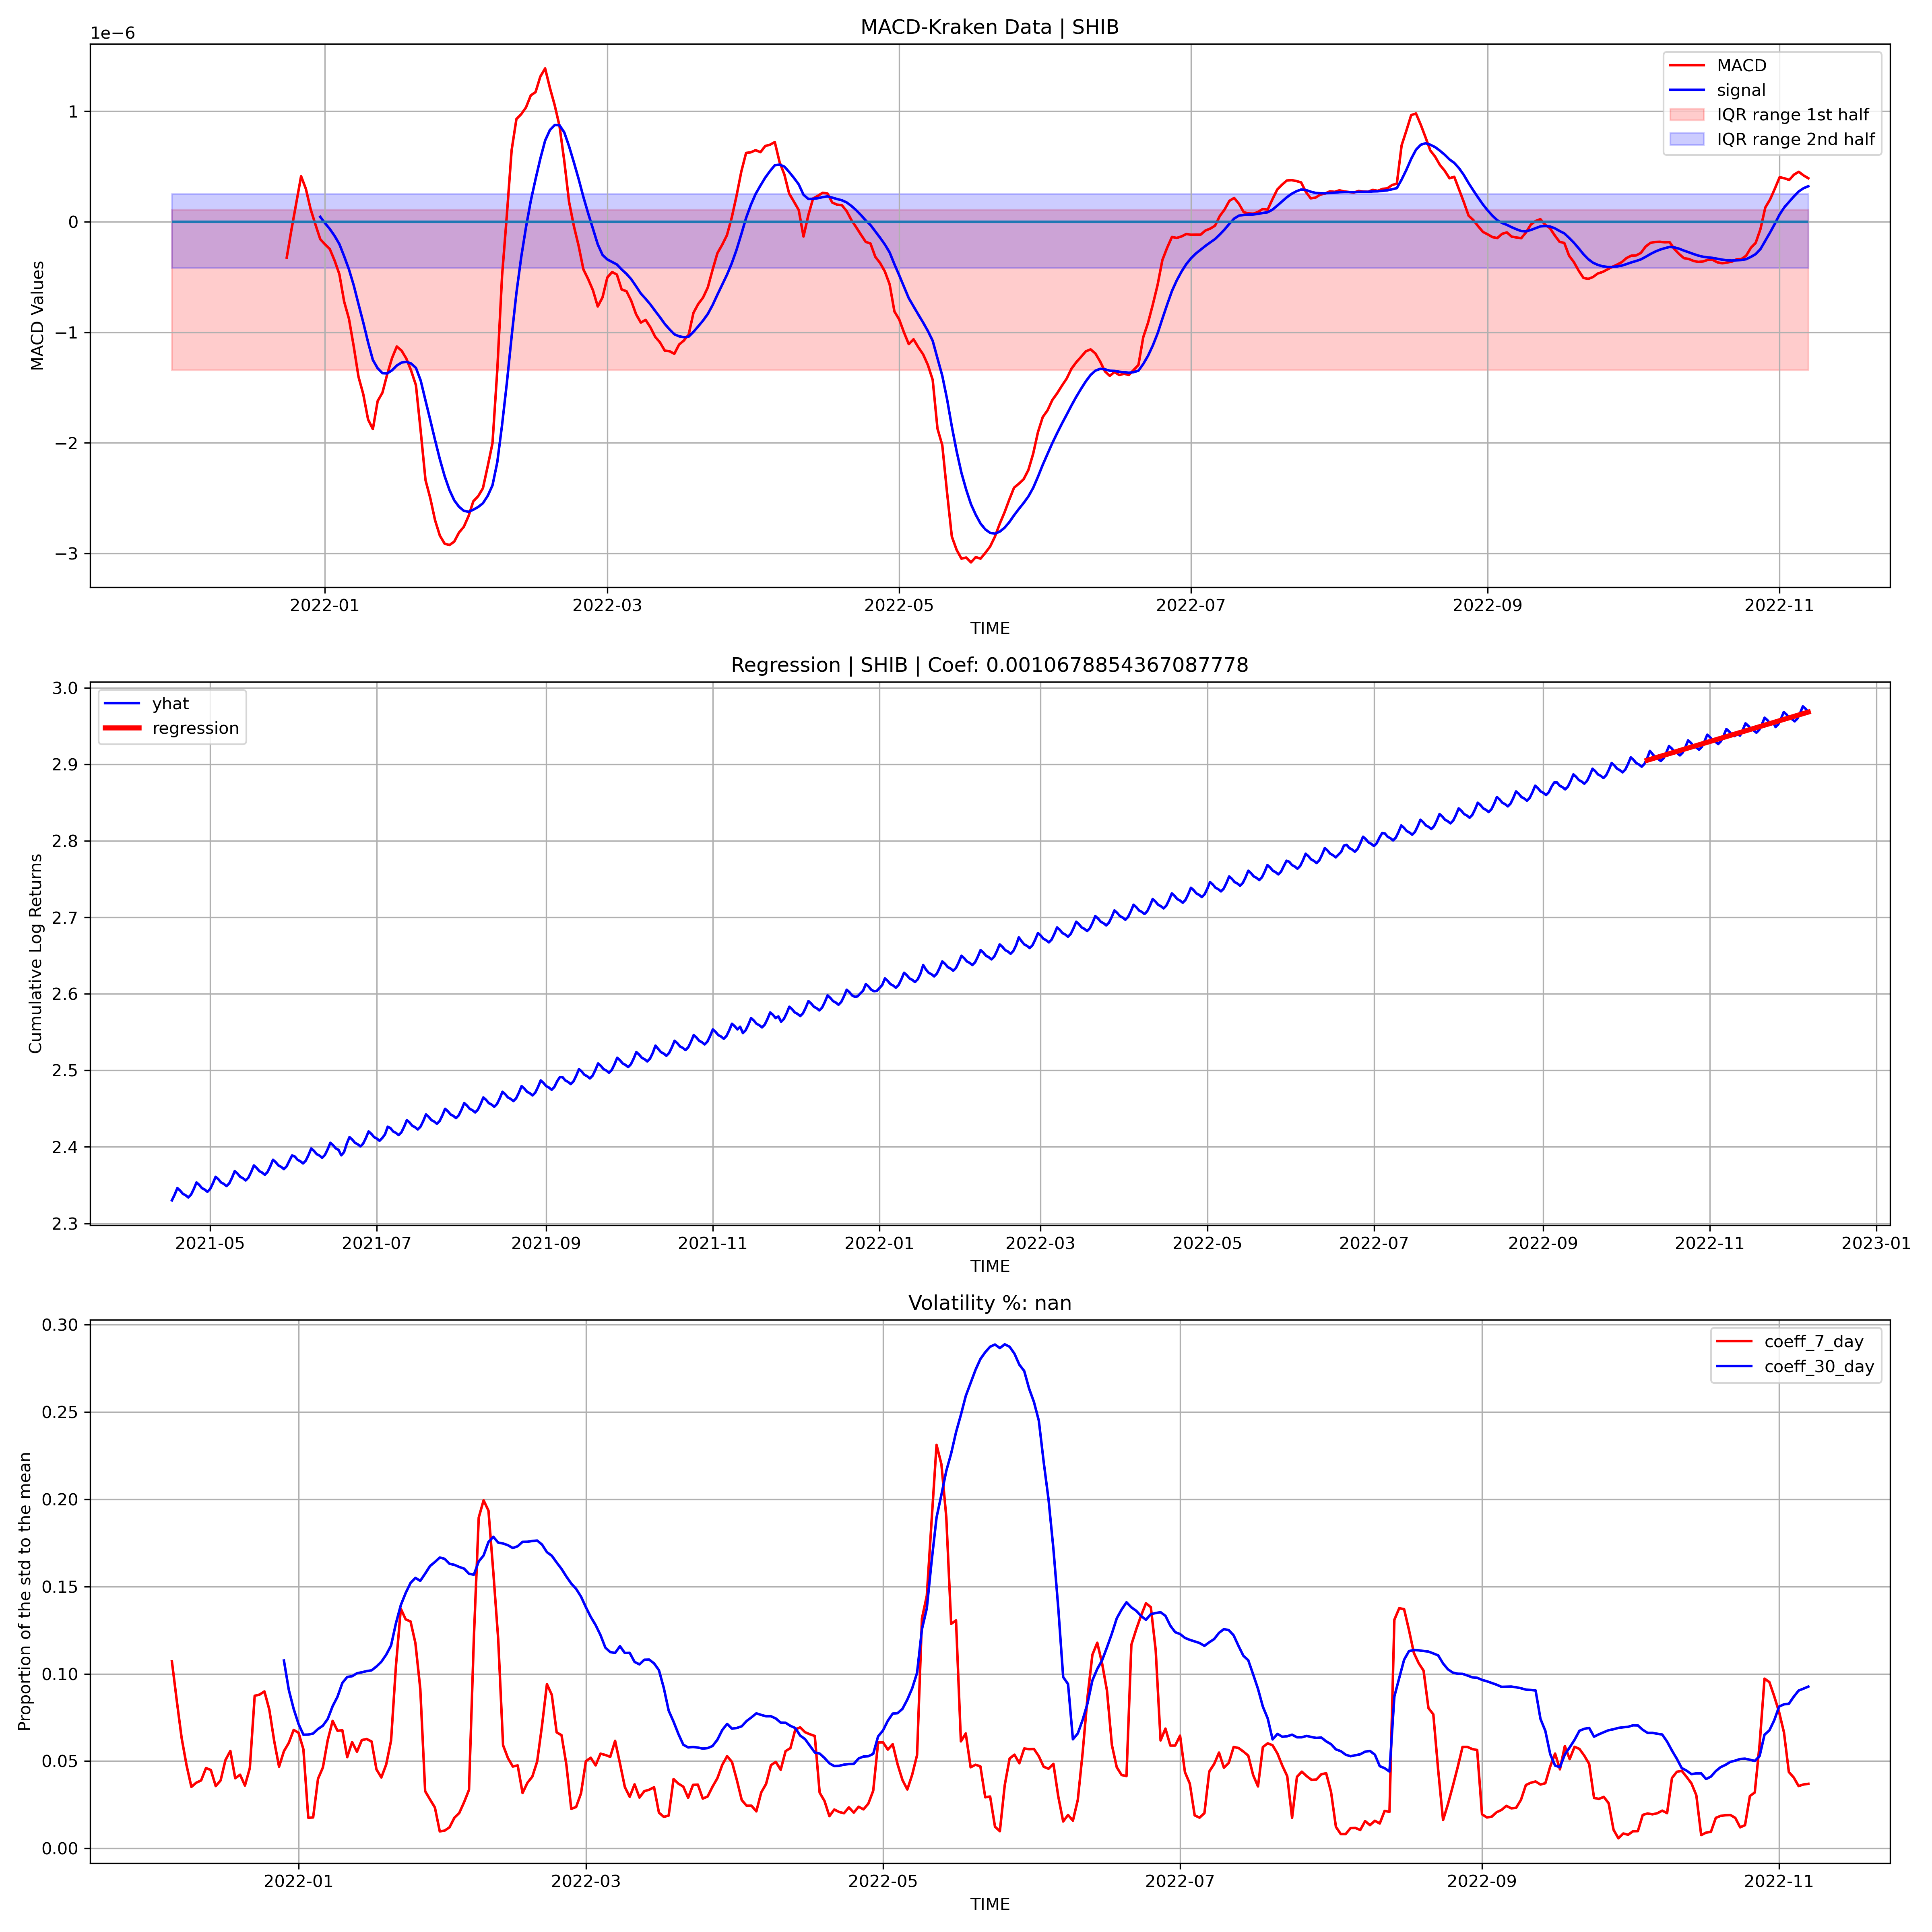 MACD-Kraken Data | SHIB
1e−6
MACD
signal
IQR range 1st half
IQR range 2nd half
1
0
−1
−2
−3
MACD Values
2022-01 2022-03 2022-05 2022-07 2022-09 2022-11
TIME
Regression | SHIB | Coef: 0.0010678854367087778
yhat
regression
3.0
2.9
2.8
2.7
2.6
2.5
2.4
2.3
Cumulative Log Returns
2021-05 2021-07 2021-09 2021-11 2022-01 2022-03 2022-05 2022-07 2022-09 2022-11 2023-01
TIME
Volatility %: nan
coeff_7_day
coeff_30_day
0.30
0.25
0.20
0.15
0.10
0.05
0.00
Proportion of the std to the mean
2022-01 2022-03 2022-05 2022-07 2022-09 2022-11
TIME